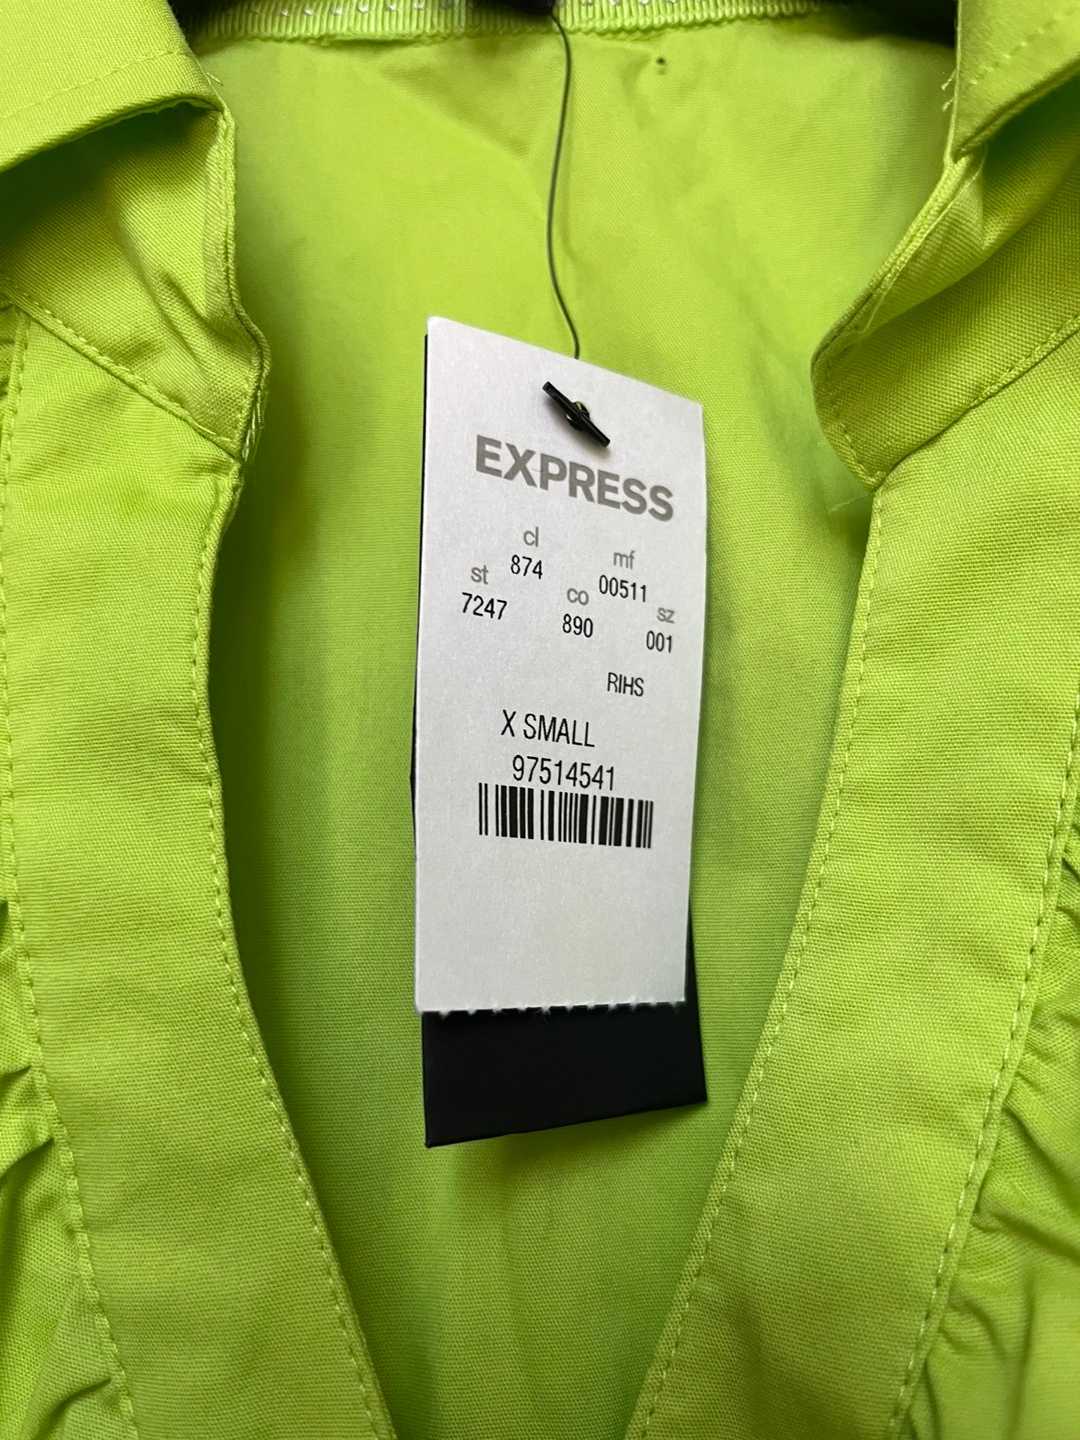 EXPRESS
cl mf
874 00511
st co sz
7247 890 001
RIHS
X SMALL
97514541